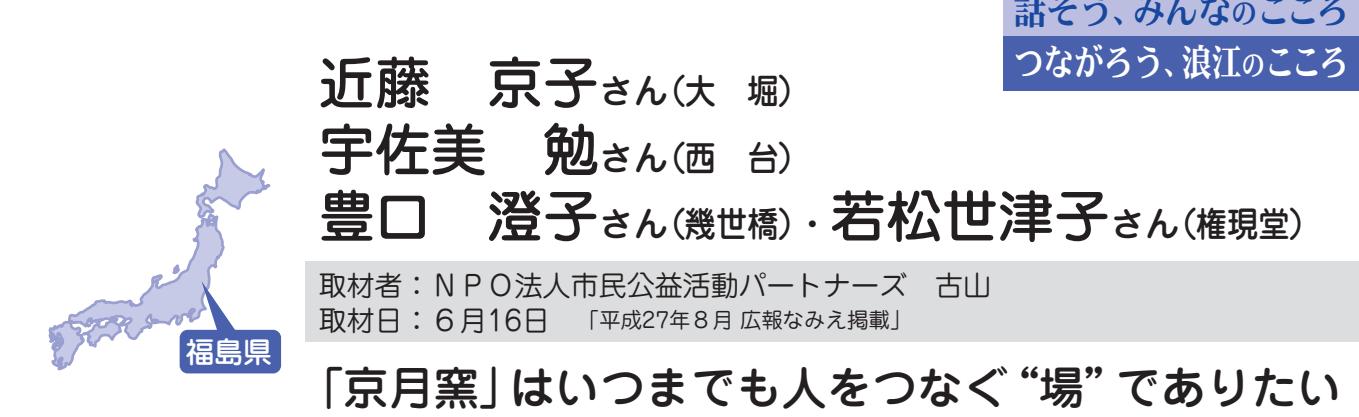 話そう、みんなのこころ
つながろう、浪江のこころ
近藤　京子さん(大　堀)
宇佐美　勉さん(西　台)
豊口　澄子さん(幾世橋)・若松世津子さん(権現堂)
取材者：ＮＰＯ法人市民公益活動パートナーズ　古山
取材日：６月16日　「平成27年８月 広報なみえ掲載」
福島県
「京月窯」はいつまでも人をつなぐ“場”でありたい